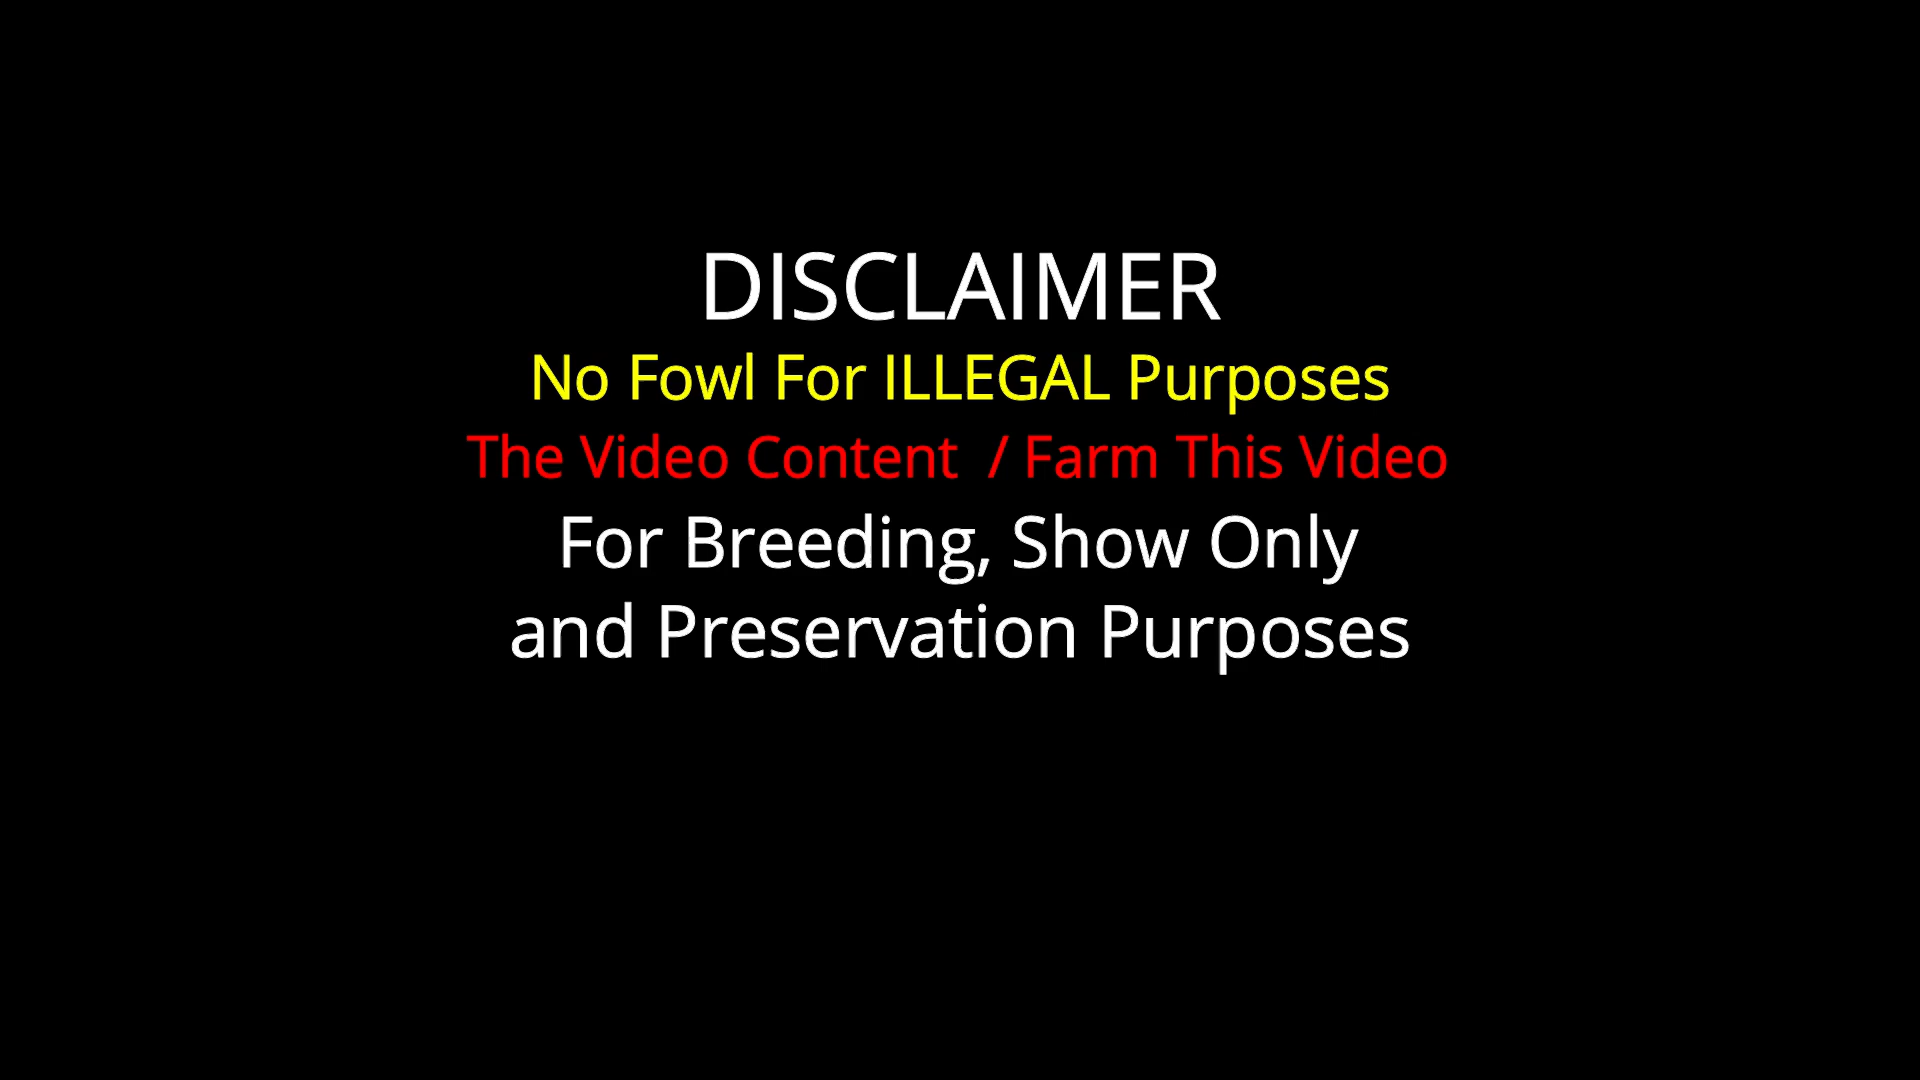 DISCLAIMER
No Fowl For ILLEGAL Purposes
The Video Content  / Farm This Video
For Breeding, Show Only
and Preservation Purposes